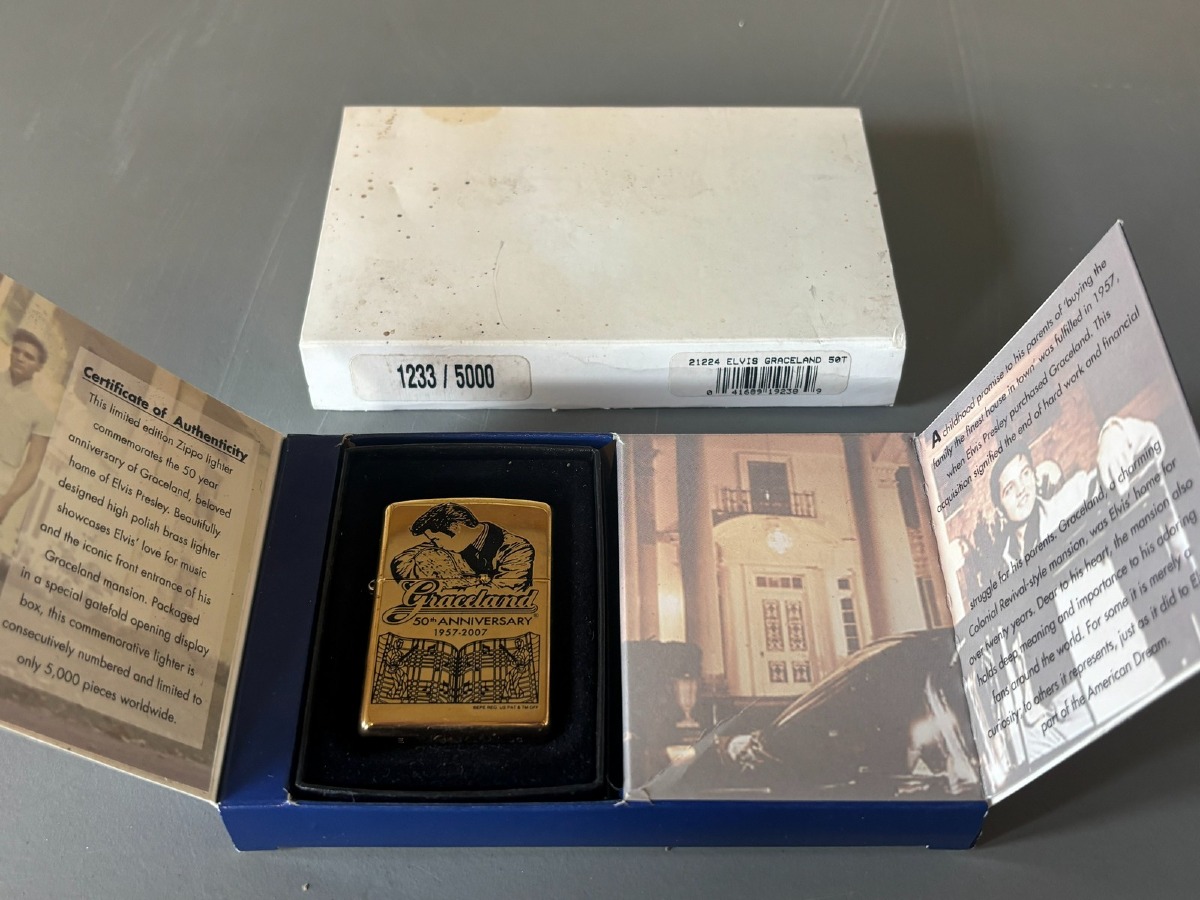 1233 / 5000
21224 ELVIS GRACELAND 50T
0 41689 19238 9
Certificate of Authenticity
This limited edition Zippo lighter
commemorates the 50 year
anniversary of Graceland, beloved
home of Elvis Presley. Beautifully
designed high polish brass lighter
showcases Elvis' love for music
and the iconic front entrance of his
Graceland mansion. Packaged
in a special gatefold opening display
box, this commemorative lighter is
consecutively numbered and limited to
only 5,000 pieces worldwide.
Graceland
50th ANNIVERSARY
1957-2007
A childhood promise to his parents of 'buying the
family the finest house in town' was fulfilled in 1957,
when Elvis Presley purchased Graceland. This
acquisition signified the end of hard work and financial
struggle for his parents. Graceland, a charming
Colonial Revival-style mansion, was Elvis' home for
over twenty years. Dear to his heart, the mansion also
holds deep meaning and importance to his adoring
fans around the world. For some it is merely a
curiosity; to others it represents, just as it did to
part of the American Dream.